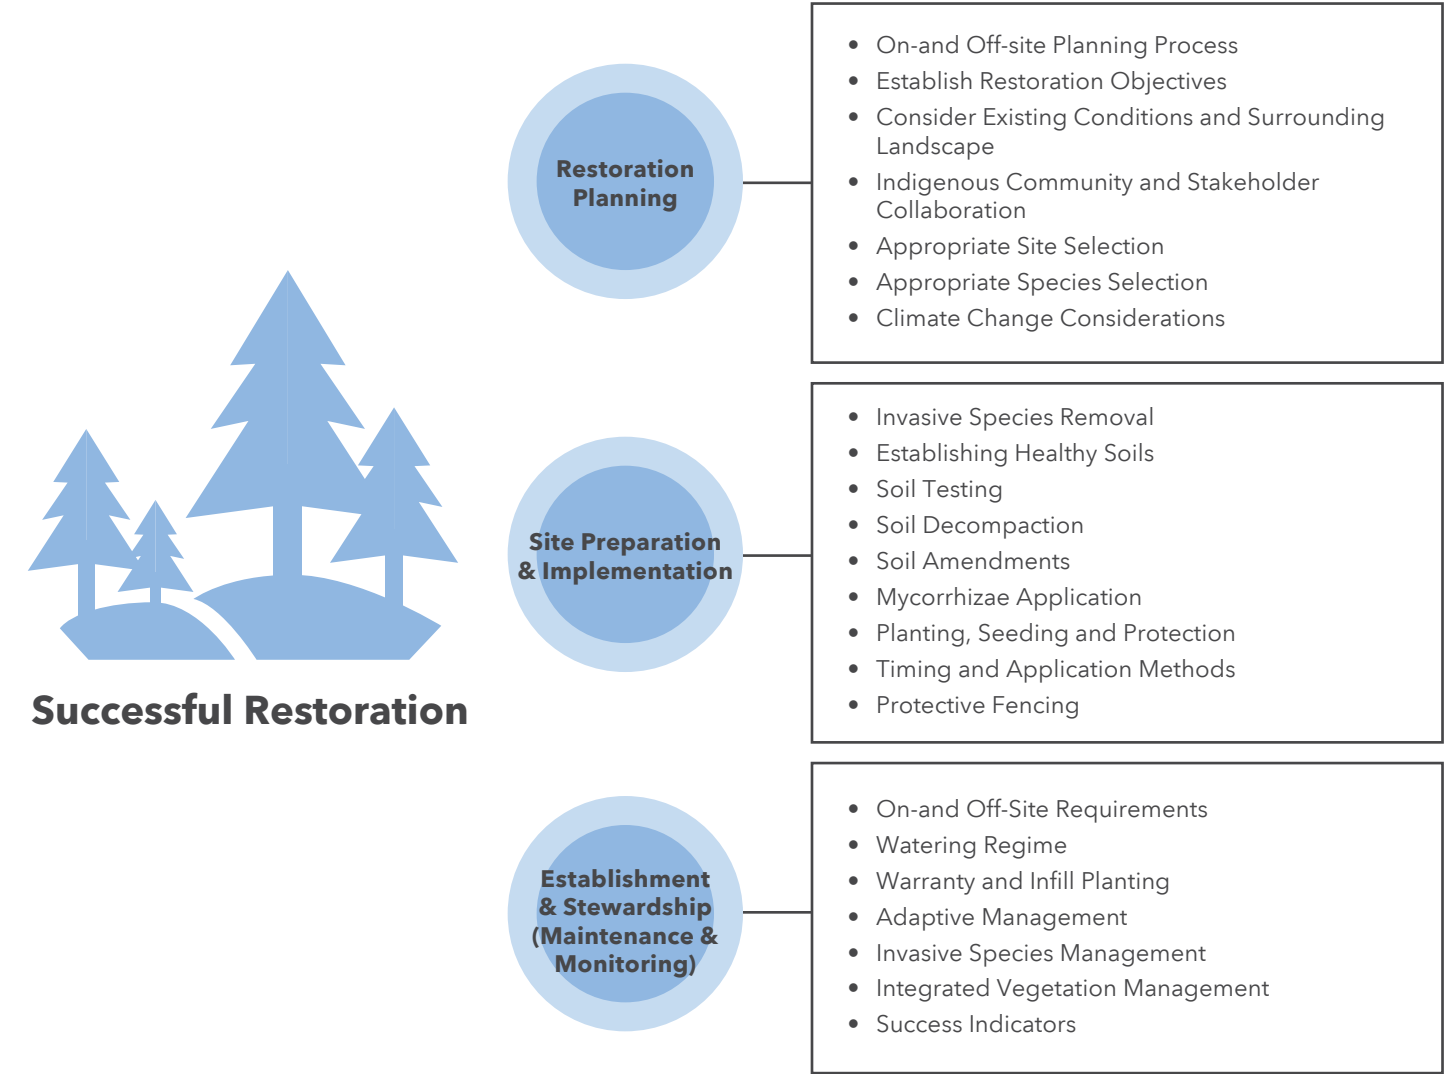 Successful Restoration
Restoration
Planning
• On-and Off-site Planning Process
• Establish Restoration Objectives
• Consider Existing Conditions and Surrounding
Landscape
• Indigenous Community and Stakeholder
Collaboration
• Appropriate Site Selection
• Appropriate Species Selection
• Climate Change Considerations
Site Preparation
& Implementation
• Invasive Species Removal
• Establishing Healthy Soils
• Soil Testing
• Soil Decompaction
• Soil Amendments
• Mycorrhizae Application
• Planting, Seeding and Protection
• Timing and Application Methods
• Protective Fencing
Establishment
& Stewardship
(Maintenance &
Monitoring)
• On-and Off-Site Requirements
• Watering Regime
• Warranty and Infill Planting
• Adaptive Management
• Invasive Species Management
• Integrated Vegetation Management
• Success Indicators